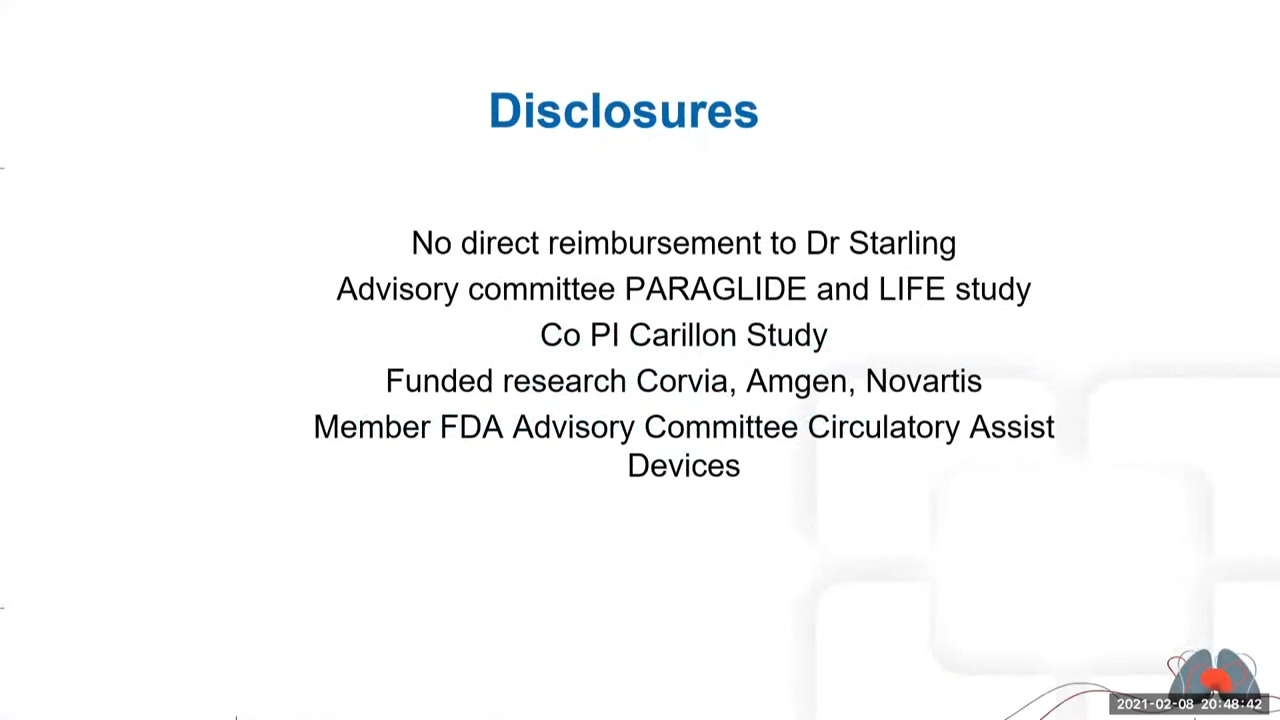 Disclosures
No direct reimbursement to Dr Starling
Advisory committee PARAGLIDE and LIFE study
Co PI Carillon Study
Funded research Corvia, Amgen, Novartis
Member FDA Advisory Committee Circulatory Assist
Devices
2021-02-08 20:48:42